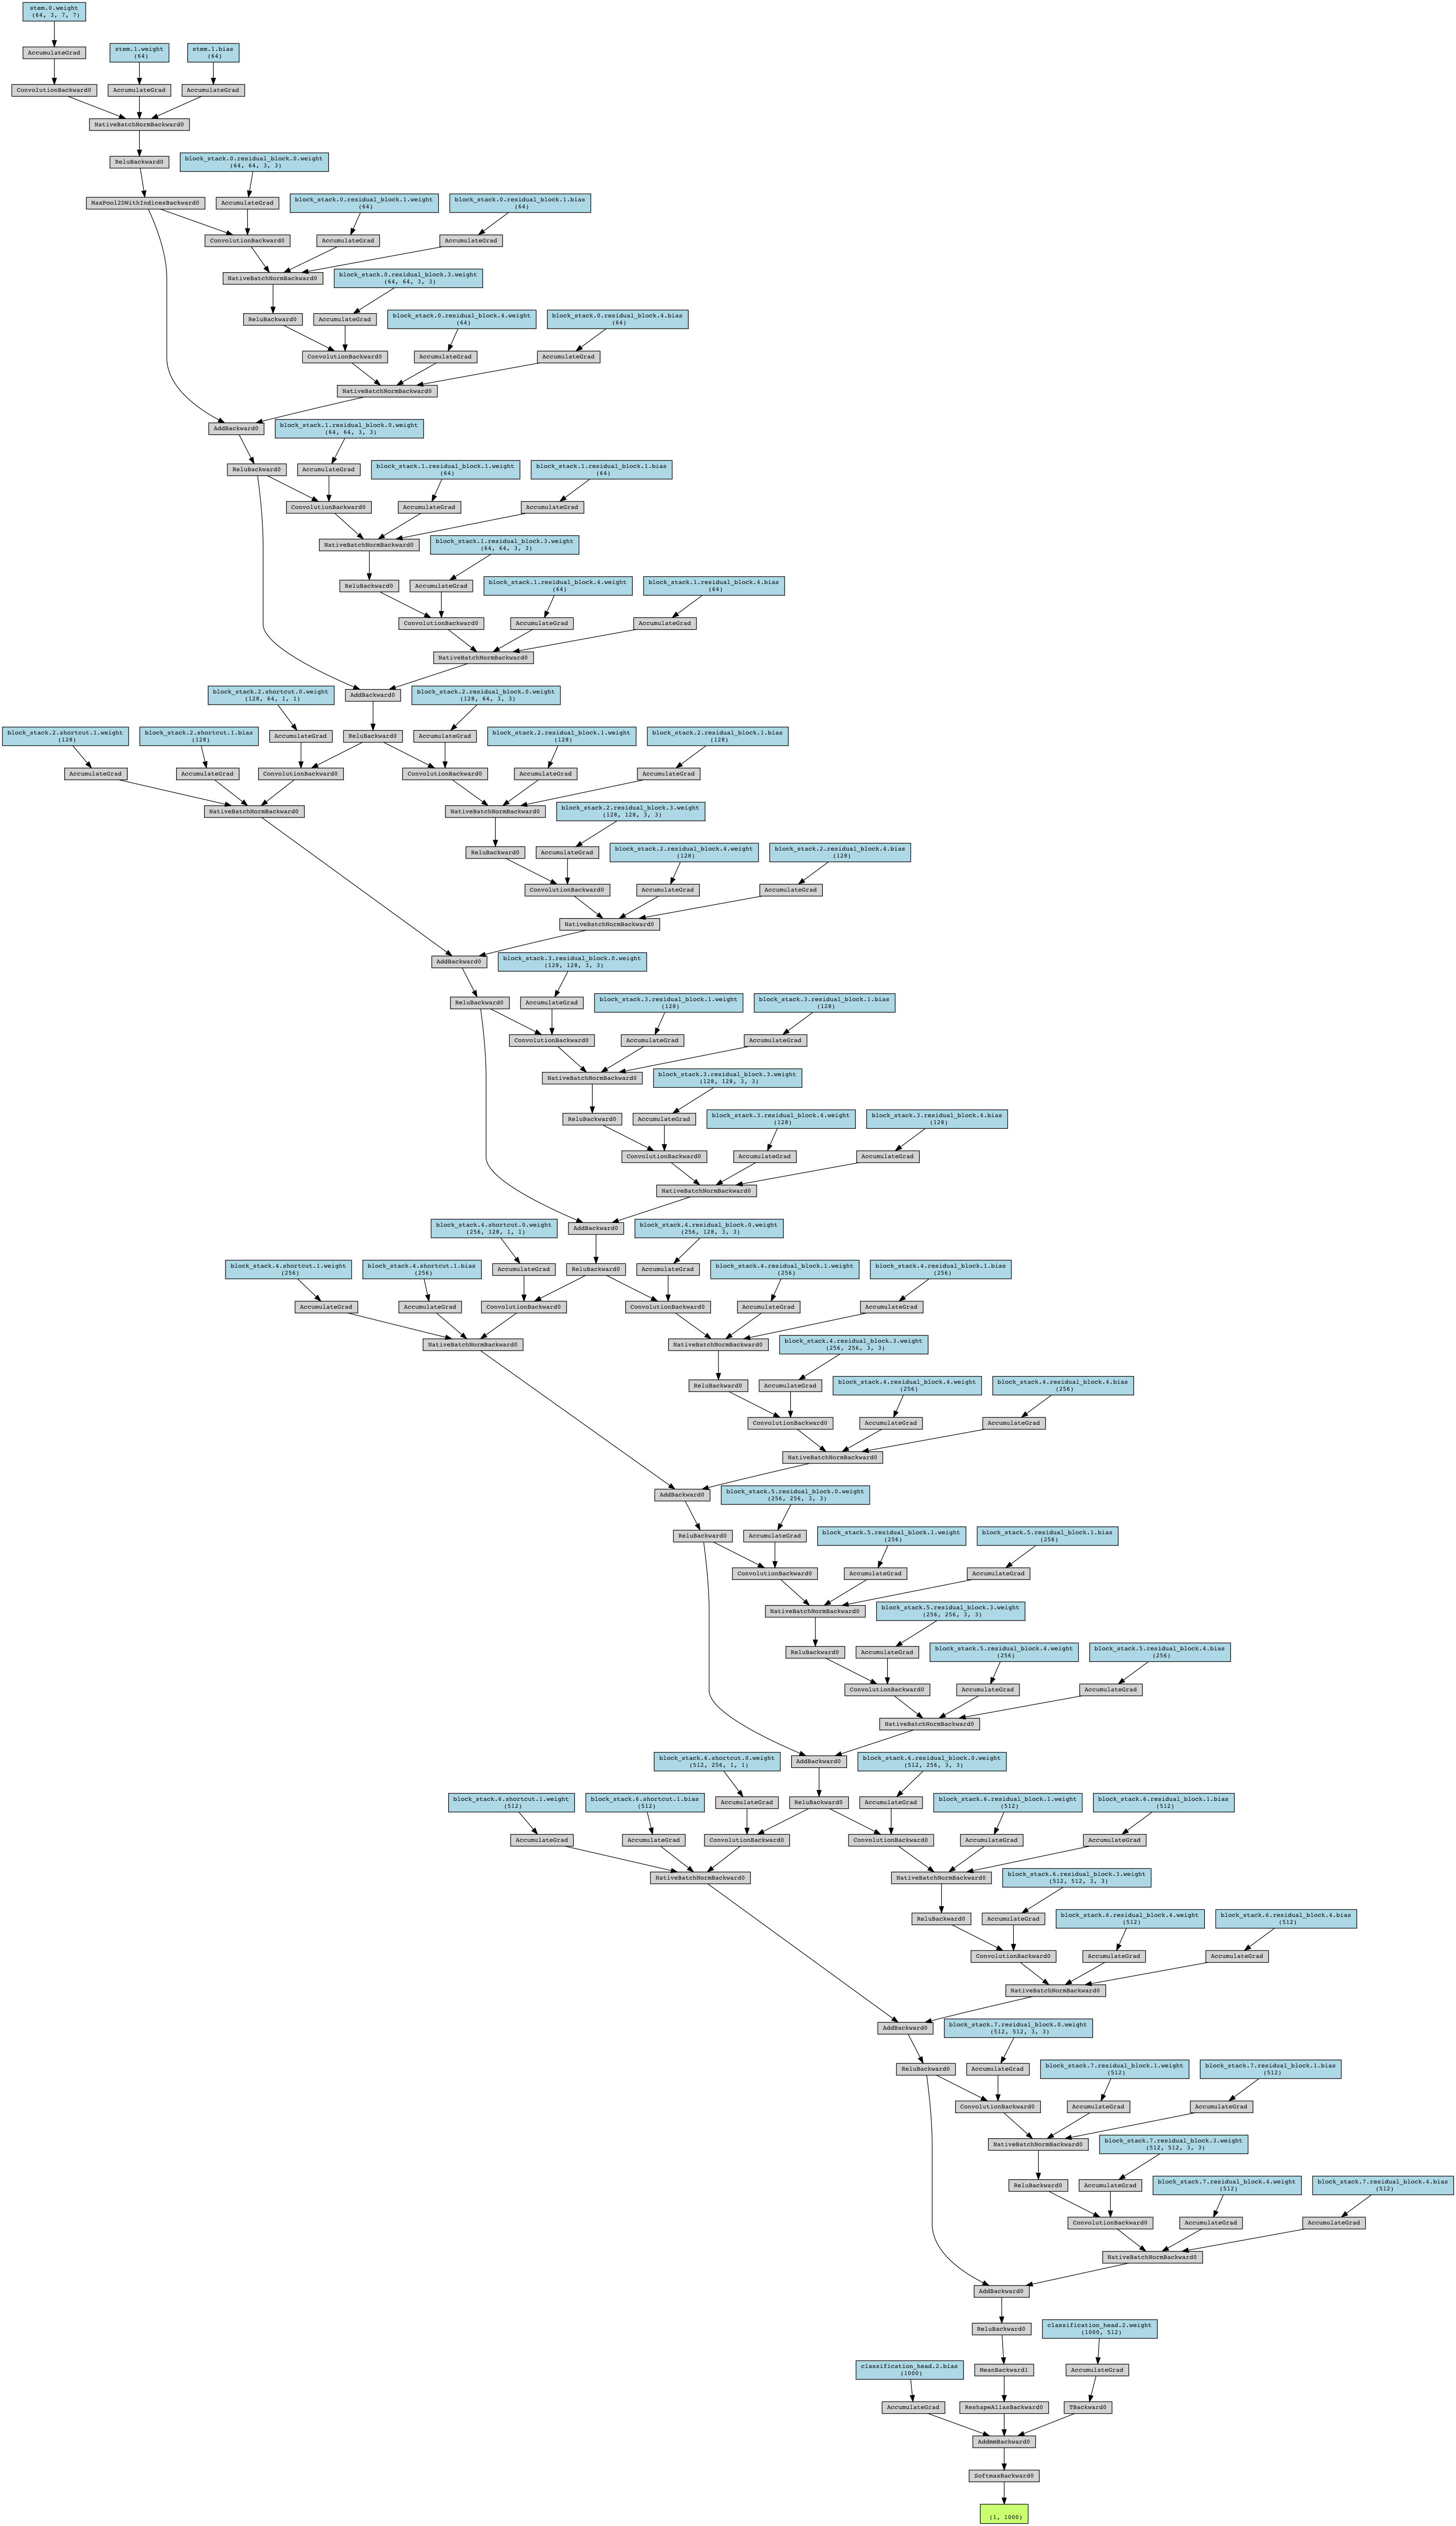 stem.0.weight
(64, 3, 7, 7)
AccumulateGrad
stem.1.weight
(64)
stem.1.bias
(64)
ConvolutionBackward0
AccumulateGrad
AccumulateGrad
NativeBatchNormBackward0
ReluBackward0
block_stack.0.residual_block.0.weight
(64, 64, 3, 3)
MaxPool2DWithIndicesBackward0
AccumulateGrad
block_stack.0.residual_block.1.weight
(64)
block_stack.0.residual_block.1.bias
(64)
ConvolutionBackward0
AccumulateGrad
AccumulateGrad
NativeBatchNormBackward0
block_stack.0.residual_block.3.weight
(64, 64, 3, 3)
ReluBackward0
AccumulateGrad
block_stack.0.residual_block.4.weight
(64)
block_stack.0.residual_block.4.bias
(64)
ConvolutionBackward0
AccumulateGrad
AccumulateGrad
NativeBatchNormBackward0
AddBackward0
block_stack.1.residual_block.0.weight
(64, 64, 3, 3)
ReluBackward0
AccumulateGrad
block_stack.1.residual_block.1.weight
(64)
block_stack.1.residual_block.1.bias
(64)
ConvolutionBackward0
AccumulateGrad
AccumulateGrad
NativeBatchNormBackward0
block_stack.1.residual_block.3.weight
(64, 64, 3, 3)
ReluBackward0
AccumulateGrad
block_stack.1.residual_block.4.weight
(64)
block_stack.1.residual_block.4.bias
(64)
ConvolutionBackward0
AccumulateGrad
AccumulateGrad
NativeBatchNormBackward0
block_stack.2.shortcut.0.weight
(128, 64, 1, 1)
AddBackward0
block_stack.2.residual_block.0.weight
(128, 64, 3, 3)
block_stack.2.shortcut.1.weight
(128)
block_stack.2.shortcut.1.bias
(128)
AccumulateGrad
ReluBackward0
AccumulateGrad
block_stack.2.residual_block.1.weight
(128)
block_stack.2.residual_block.1.bias
(128)
AccumulateGrad
AccumulateGrad
ConvolutionBackward0
ConvolutionBackward0
AccumulateGrad
AccumulateGrad
NativeBatchNormBackward0
NativeBatchNormBackward0
block_stack.2.residual_block.3.weight
(128, 128, 3, 3)
ReluBackward0
AccumulateGrad
block_stack.2.residual_block.4.weight
(128)
block_stack.2.residual_block.4.bias
(128)
ConvolutionBackward0
AccumulateGrad
AccumulateGrad
NativeBatchNormBackward0
AddBackward0
block_stack.3.residual_block.0.weight
(128, 128, 3, 3)
ReluBackward0
AccumulateGrad
block_stack.3.residual_block.1.weight
(128)
block_stack.3.residual_block.1.bias
(128)
ConvolutionBackward0
AccumulateGrad
AccumulateGrad
NativeBatchNormBackward0
block_stack.3.residual_block.3.weight
(128, 128, 3, 3)
ReluBackward0
AccumulateGrad
block_stack.3.residual_block.4.weight
(128)
block_stack.3.residual_block.4.bias
(128)
ConvolutionBackward0
AccumulateGrad
AccumulateGrad
NativeBatchNormBackward0
block_stack.4.shortcut.0.weight
(256, 128, 1, 1)
AddBackward0
block_stack.4.residual_block.0.weight
(256, 128, 3, 3)
block_stack.4.shortcut.1.weight
(256)
block_stack.4.shortcut.1.bias
(256)
AccumulateGrad
ReluBackward0
AccumulateGrad
block_stack.4.residual_block.1.weight
(256)
block_stack.4.residual_block.1.bias
(256)
AccumulateGrad
AccumulateGrad
ConvolutionBackward0
ConvolutionBackward0
AccumulateGrad
AccumulateGrad
NativeBatchNormBackward0
NativeBatchNormBackward0
block_stack.4.residual_block.3.weight
(256, 256, 3, 3)
ReluBackward0
AccumulateGrad
block_stack.4.residual_block.4.weight
(256)
block_stack.4.residual_block.4.bias
(256)
ConvolutionBackward0
AccumulateGrad
AccumulateGrad
NativeBatchNormBackward0
AddBackward0
block_stack.5.residual_block.0.weight
(256, 256, 3, 3)
ReluBackward0
AccumulateGrad
block_stack.5.residual_block.1.weight
(256)
block_stack.5.residual_block.1.bias
(256)
ConvolutionBackward0
AccumulateGrad
AccumulateGrad
NativeBatchNormBackward0
block_stack.5.residual_block.3.weight
(256, 256, 3, 3)
ReluBackward0
AccumulateGrad
block_stack.5.residual_block.4.weight
(256)
block_stack.5.residual_block.4.bias
(256)
ConvolutionBackward0
AccumulateGrad
AccumulateGrad
NativeBatchNormBackward0
block_stack.6.shortcut.0.weight
(512, 256, 1, 1)
AddBackward0
block_stack.6.residual_block.0.weight
(512, 256, 3, 3)
block_stack.6.shortcut.1.weight
(512)
block_stack.6.shortcut.1.bias
(512)
AccumulateGrad
ReluBackward0
AccumulateGrad
block_stack.6.residual_block.1.weight
(512)
block_stack.6.residual_block.1.bias
(512)
AccumulateGrad
AccumulateGrad
ConvolutionBackward0
ConvolutionBackward0
AccumulateGrad
AccumulateGrad
NativeBatchNormBackward0
NativeBatchNormBackward0
block_stack.6.residual_block.3.weight
(512, 512, 3, 3)
ReluBackward0
AccumulateGrad
block_stack.6.residual_block.4.weight
(512)
block_stack.6.residual_block.4.bias
(512)
ConvolutionBackward0
AccumulateGrad
AccumulateGrad
NativeBatchNormBackward0
AddBackward0
block_stack.7.residual_block.0.weight
(512, 512, 3, 3)
ReluBackward0
AccumulateGrad
block_stack.7.residual_block.1.weight
(512)
block_stack.7.residual_block.1.bias
(512)
ConvolutionBackward0
AccumulateGrad
AccumulateGrad
NativeBatchNormBackward0
block_stack.7.residual_block.3.weight
(512, 512, 3, 3)
ReluBackward0
AccumulateGrad
block_stack.7.residual_block.4.weight
(512)
block_stack.7.residual_block.4.bias
(512)
ConvolutionBackward0
AccumulateGrad
AccumulateGrad
NativeBatchNormBackward0
AddBackward0
ReluBackward0
classification_head.2.weight
(1000, 512)
classification_head.2.bias
(1000)
MeanBackward1
AccumulateGrad
AccumulateGrad
ReshapeAliasBackward0
TBackward0
AddmmBackward0
SoftmaxBackward0
(1, 1000)